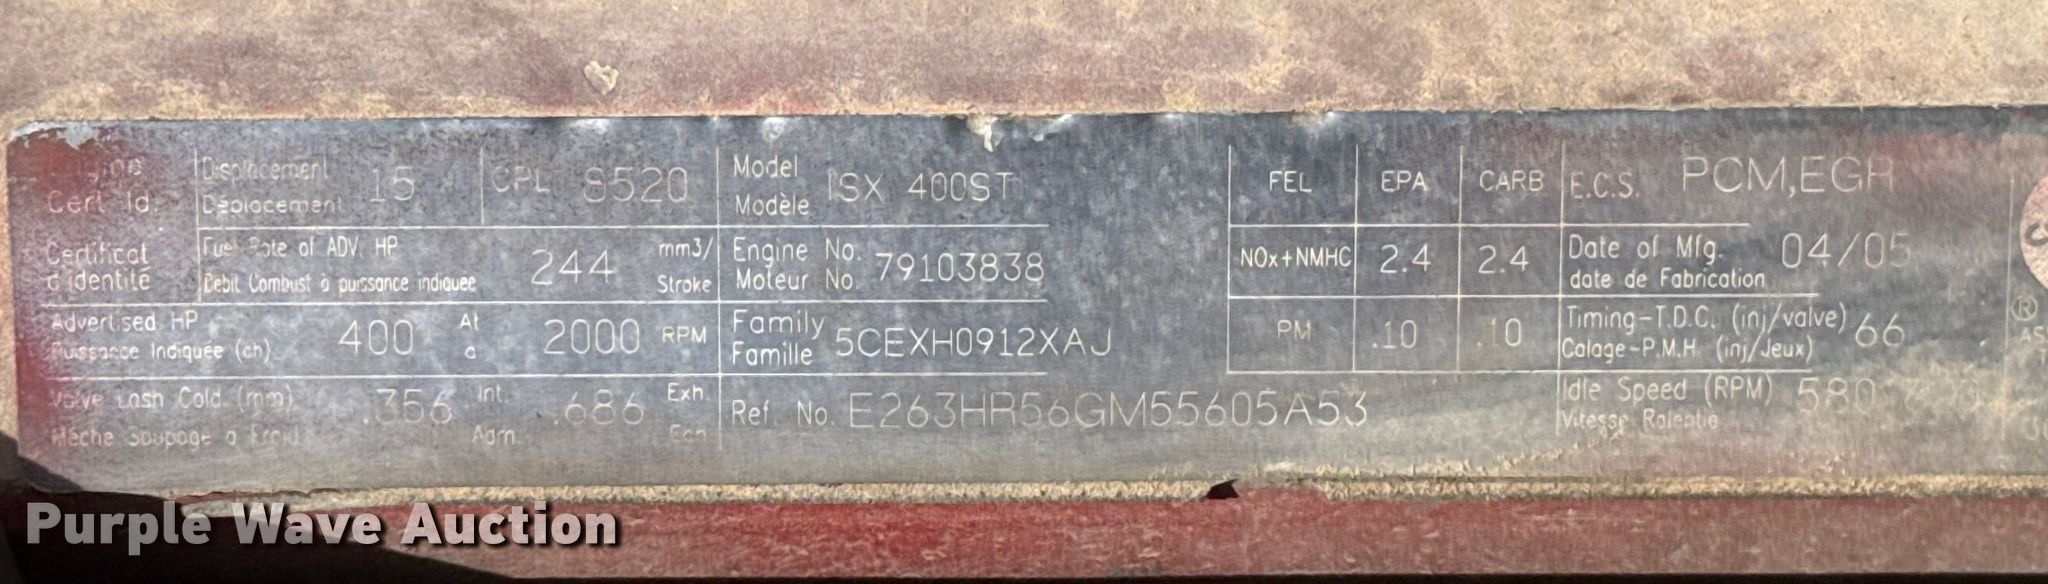 Cert Id. Displacement 15 CPL 8520 Model ISX 400ST FEL EPA CARB E.C.S. PCM,EGR
Déplacement Modèle
Certificat Fuel Rate of ADV. HP 244 mm3/ Engine No. 79103838 NOx+NMHC 2.4 2.4 Date of Mfg. 04/05
d'identité Debit Combust à puissance indiquee Stroke Moteur No. date de Fabrication
Advertised HP 400 At 2000 RPM Family 5CEXH0912XAJ PM .10 .10 Timing-T.D.C. (inj/valve) 66
Puissance Indiquée (ch) a Famille Calage-P.M.H. (inj/Jeux)
Valve Lash Cold (mm) .356 Int. .686 Exh Ref. No. E263HR56GM55605A53 Idle Speed (RPM) 580
Mèche Soupage a Froid Adm. Ech Vitesse Ralentie
Purple Wave Auction